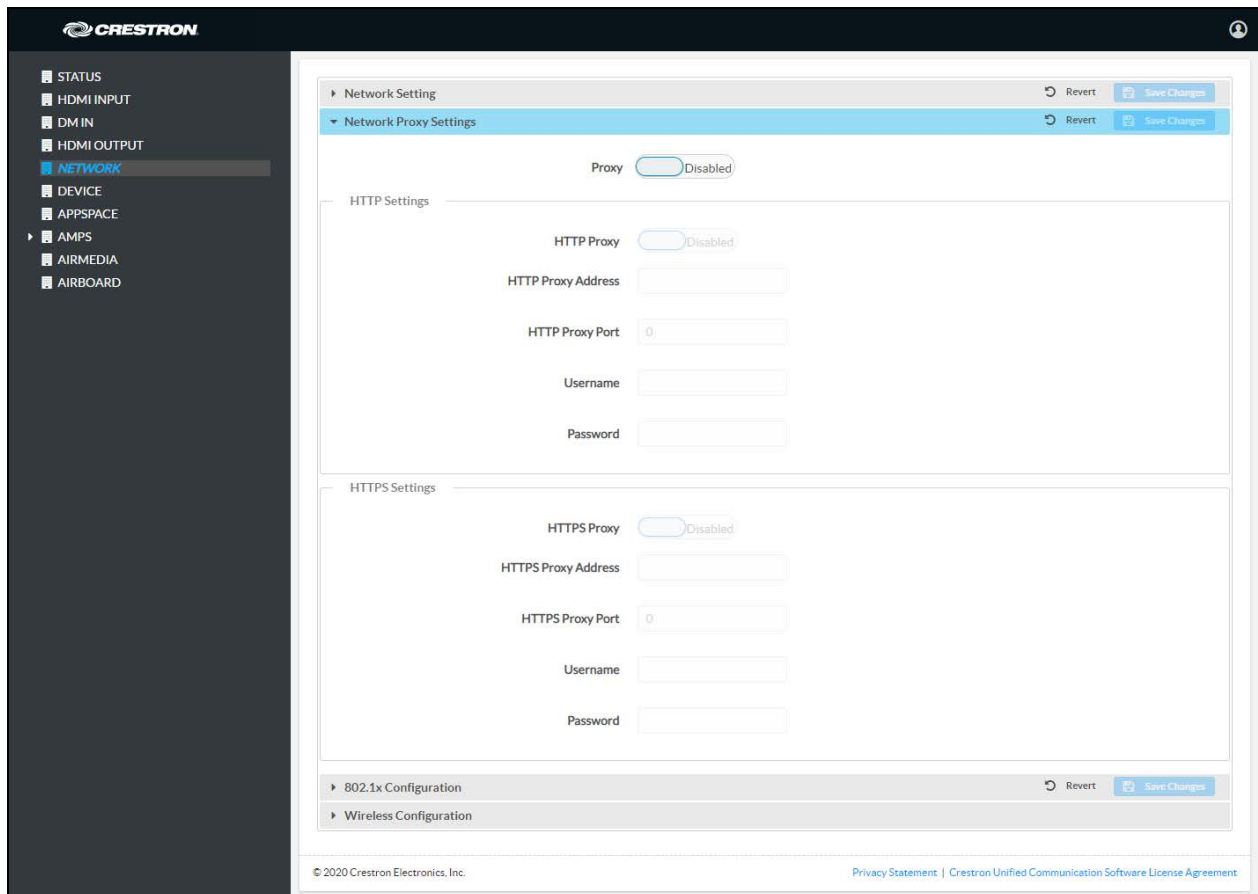 CRESTRON
STATUS
HDMI INPUT
DM IN
HDMI OUTPUT
NETWORK
DEVICE
APPSPACE
AMPS
AIRMEDIA
AIRBOARD
Network Setting Revert Save Changes
Network Proxy Settings Revert Save Changes
Proxy Disabled
HTTP Settings
HTTP Proxy Disabled
HTTP Proxy Address
HTTP Proxy Port 0
Username
Password
HTTPS Settings
HTTPS Proxy Disabled
HTTPS Proxy Address
HTTPS Proxy Port 0
Username
Password
802.1x Configuration Revert Save Changes
Wireless Configuration
© 2020 Crestron Electronics, Inc. Privacy Statement | Crestron Unified Communication Software License Agreement